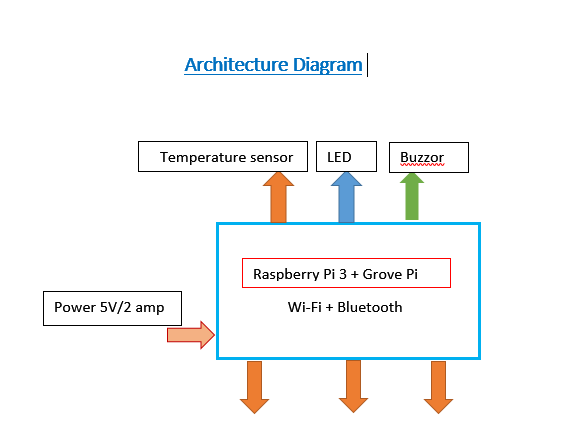 Architecture Diagram
Temperature sensor
LED
Buzzor
Raspberry Pi 3 + Grove Pi
Wi-Fi + Bluetooth
Power 5V/2 amp